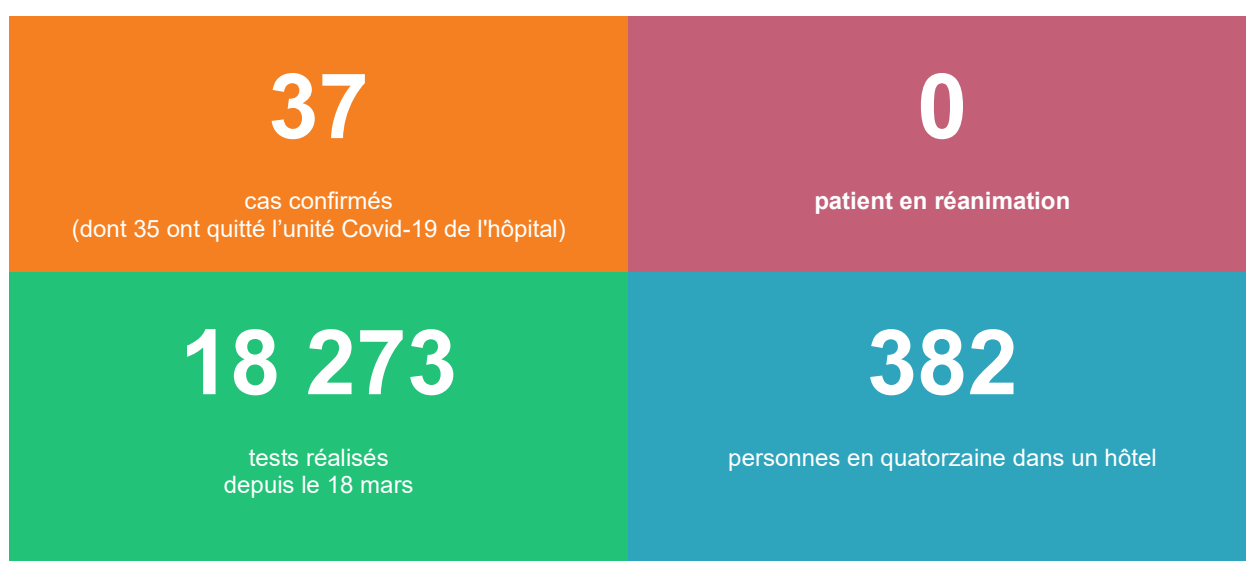 37
cas confirmés
(dont 35 ont quitté l’unité Covid-19 de l'hôpital)
0
patient en réanimation
18 273
tests réalisés
depuis le 18 mars
382
personnes en quatorzaine dans un hôtel